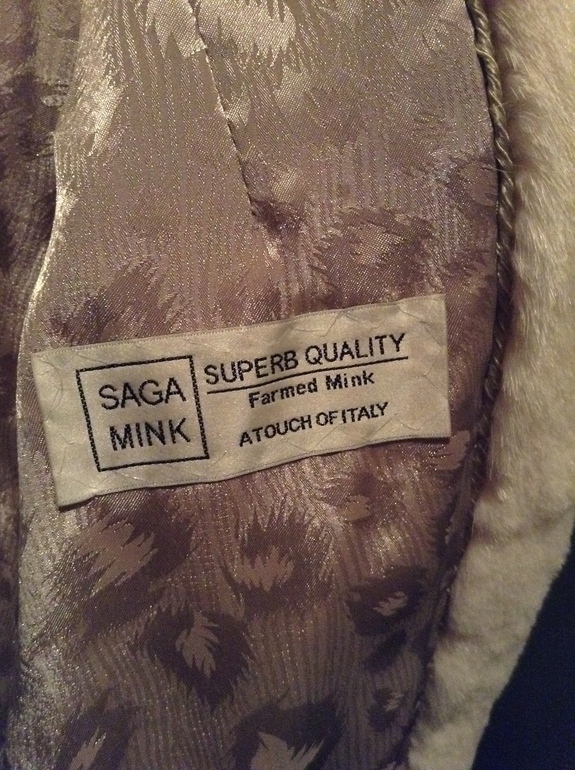 SAGA
MINK
SUPERB QUALITY
Farmed Mink
A TOUCH OF ITALY